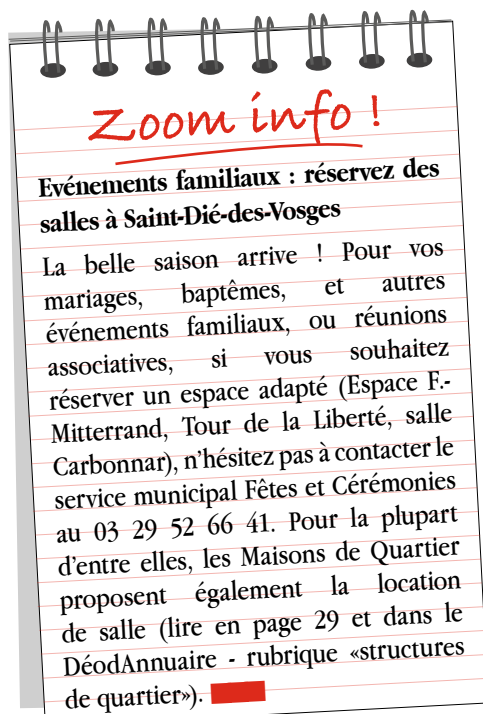 Zoom info !
Evénements familiaux : réservez des
salles à Saint-Dié-des-Vosges
La belle saison arrive ! Pour vos
mariages, baptêmes, et autres
événements familiaux, ou réunions
associatives, si vous souhaitez
réserver un espace adapté (Espace F.-
Mitterrand, Tour de la Liberté, salle
Carbonnar), n'hésitez pas à contacter le
service municipal Fêtes et Cérémonies
au 03 29 52 66 41. Pour la plupart
d'entre elles, les Maisons de Quartier
proposent également la location
de salle (lire en page 29 et dans le
DéodAnnuaire - rubrique «structures
de quartier»).